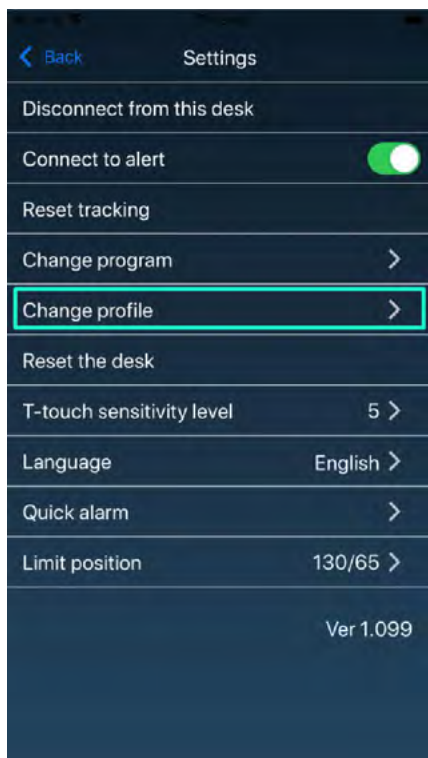 Back Settings
Disconnect from this desk
Connect to alert
Reset tracking
Change program
Change profile
Reset the desk
T-touch sensitivity level 5
Language English
Quick alarm
Limit position 130/65
Ver 1.099